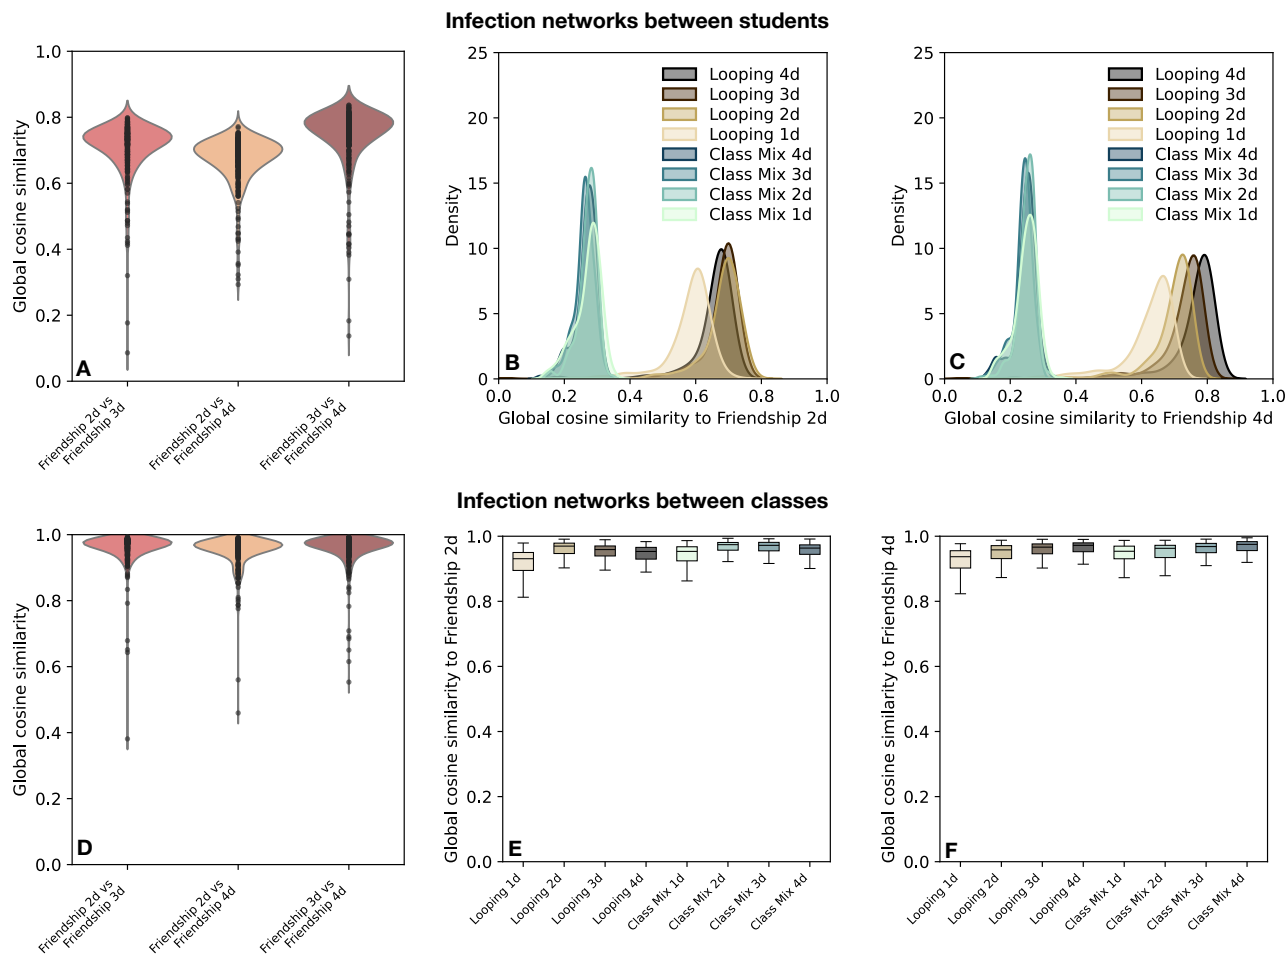 Infection networks between students
1.0
0.8
0.6
0.4
0.2
0.0
Global cosine similarity
A
Friendship 2d vs
Friendship 3d
Friendship 2d vs
Friendship 4d
Friendship 3d vs
Friendship 4d
25
20
15
10
5
0
Density
Looping 4d
Looping 3d
Looping 2d
Looping 1d
Class Mix 4d
Class Mix 3d
Class Mix 2d
Class Mix 1d
B
0.0 0.2 0.4 0.6 0.8 1.0
Global cosine similarity to Friendship 2d
25
20
15
10
5
0
Density
Looping 4d
Looping 3d
Looping 2d
Looping 1d
Class Mix 4d
Class Mix 3d
Class Mix 2d
Class Mix 1d
C
0.0 0.2 0.4 0.6 0.8 1.0
Global cosine similarity to Friendship 4d
Infection networks between classes
1.0
0.8
0.6
0.4
0.2
0.0
Global cosine similarity
D
Friendship 2d vs
Friendship 3d
Friendship 2d vs
Friendship 4d
Friendship 3d vs
Friendship 4d
1.0
0.8
0.6
0.4
0.2
0.0
Global cosine similarity to Friendship 2d
E
Looping 1d
Looping 2d
Looping 3d
Looping 4d
Class Mix 1d
Class Mix 2d
Class Mix 3d
Class Mix 4d
1.0
0.8
0.6
0.4
0.2
0.0
Global cosine similarity to Friendship 4d
F
Looping 1d
Looping 2d
Looping 3d
Looping 4d
Class Mix 1d
Class Mix 2d
Class Mix 3d
Class Mix 4d